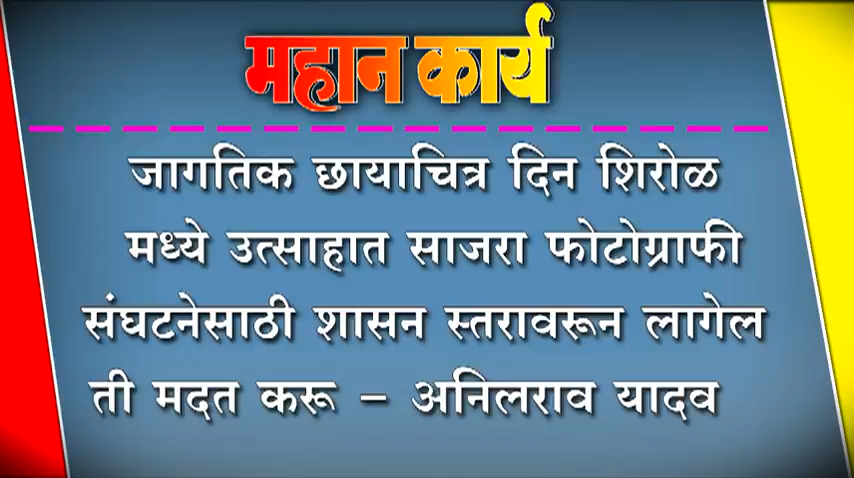 महान कार्य
जागतिक छायाचित्र दिन शिरोळ
मध्ये उत्साहात साजरा फोटोग्राफी
संघटनेसाठी शासन स्तरावरून लागेल
ती मदत करू – अनिलराव यादव